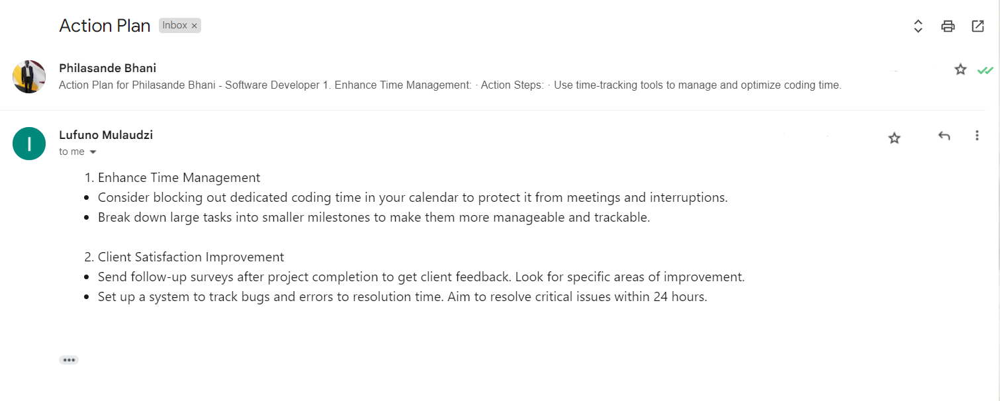 Action Plan Inbox ×
Philasande Bhani
Action Plan for Philasande Bhani - Software Developer 1. Enhance Time Management: · Action Steps: · Use time-tracking tools to manage and optimize coding time.
Lufuno Mulaudzi
l
to me
1. Enhance Time Management
• Consider blocking out dedicated coding time in your calendar to protect it from meetings and interruptions.
• Break down large tasks into smaller milestones to make them more manageable and trackable.
2. Client Satisfaction Improvement
• Send follow-up surveys after project completion to get client feedback. Look for specific areas of improvement.
• Set up a system to track bugs and errors to resolution time. Aim to resolve critical issues within 24 hours.